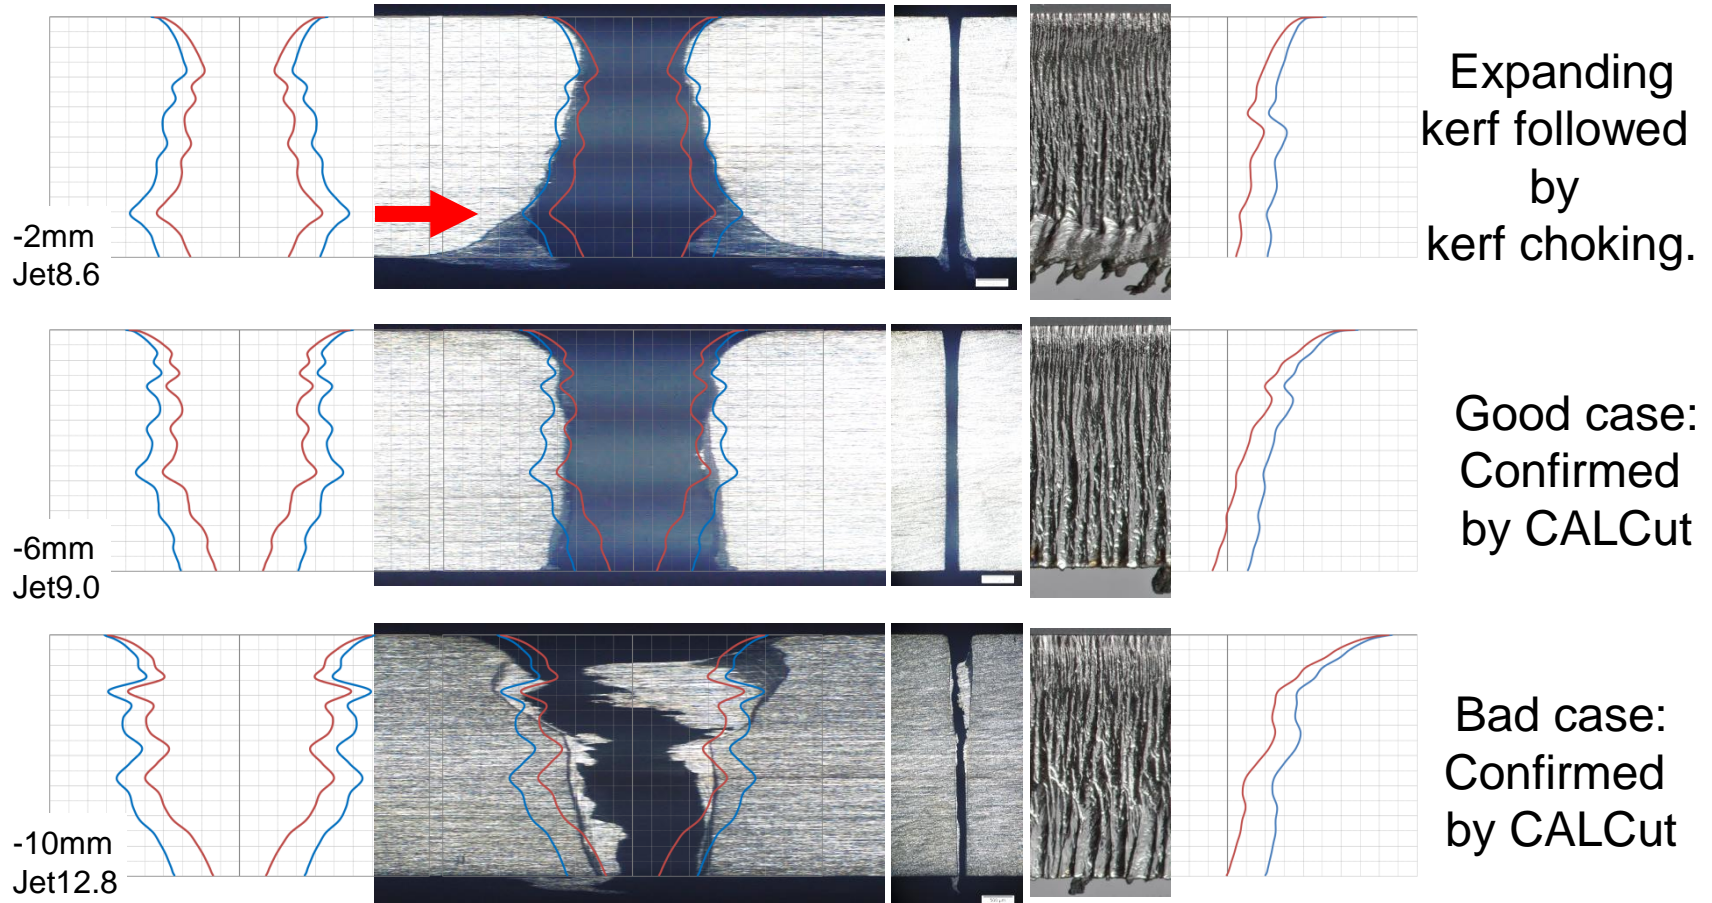 Expanding
kerf followed
by
kerf choking.
-2mm
Jet8.6
Good case:
Confirmed
by CALCut
-6mm
Jet9.0
Bad case:
Confirmed
by CALCut
-10mm
Jet12.8